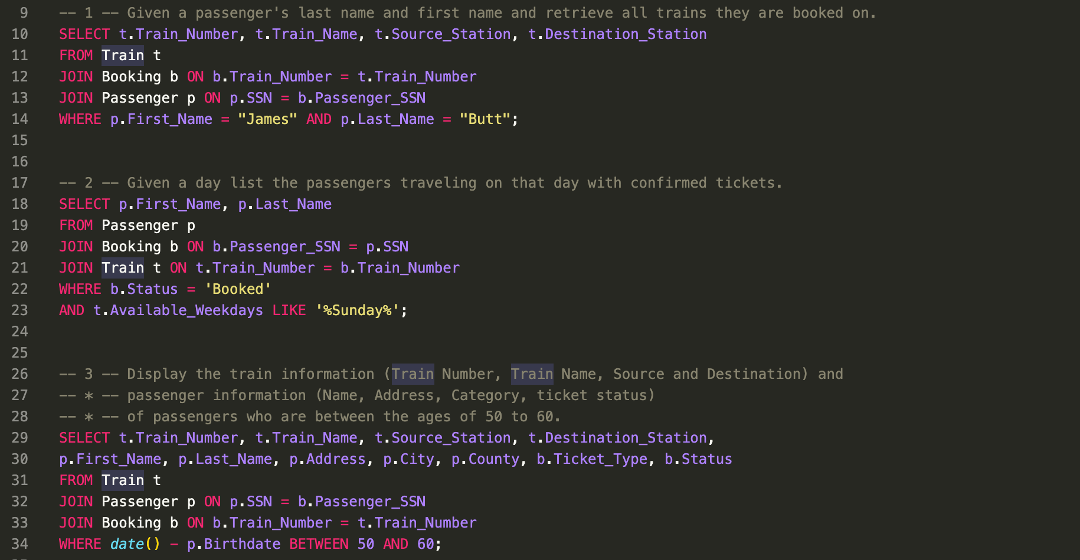 9 -- 1 -- Given a passenger's last name and first name and retrieve all trains they are booked on.
10 SELECT t.Train_Number, t.Train_Name, t.Source_Station, t.Destination_Station
11 FROM Train t
12 JOIN Booking b ON b.Train_Number = t.Train_Number
13 JOIN Passenger p ON p.SSN = b.Passenger_SSN
14 WHERE p.First_Name = "James" AND p.Last_Name = "Butt";
15
16
17 -- 2 -- Given a day list the passengers traveling on that day with confirmed tickets.
18 SELECT p.First_Name, p.Last_Name
19 FROM Passenger p
20 JOIN Booking b ON b.Passenger_SSN = p.SSN
21 JOIN Train t ON t.Train_Number = b.Train_Number
22 WHERE b.Status = 'Booked'
23 AND t.Available_Weekdays LIKE '%Sunday%';
24
25
26 -- 3 -- Display the train information (Train Number, Train Name, Source and Destination) and
27 -- * -- passenger information (Name, Address, Category, ticket status)
28 -- * -- of passengers who are between the ages of 50 to 60.
29 SELECT t.Train_Number, t.Train_Name, t.Source_Station, t.Destination_Station,
30 p.First_Name, p.Last_Name, p.Address, p.City, p.County, b.Ticket_Type, b.Status
31 FROM Train t
32 JOIN Passenger p ON p.SSN = b.Passenger_SSN
33 JOIN Booking b ON b.Train_Number = t.Train_Number
34 WHERE date() - p.Birthdate BETWEEN 50 AND 60;